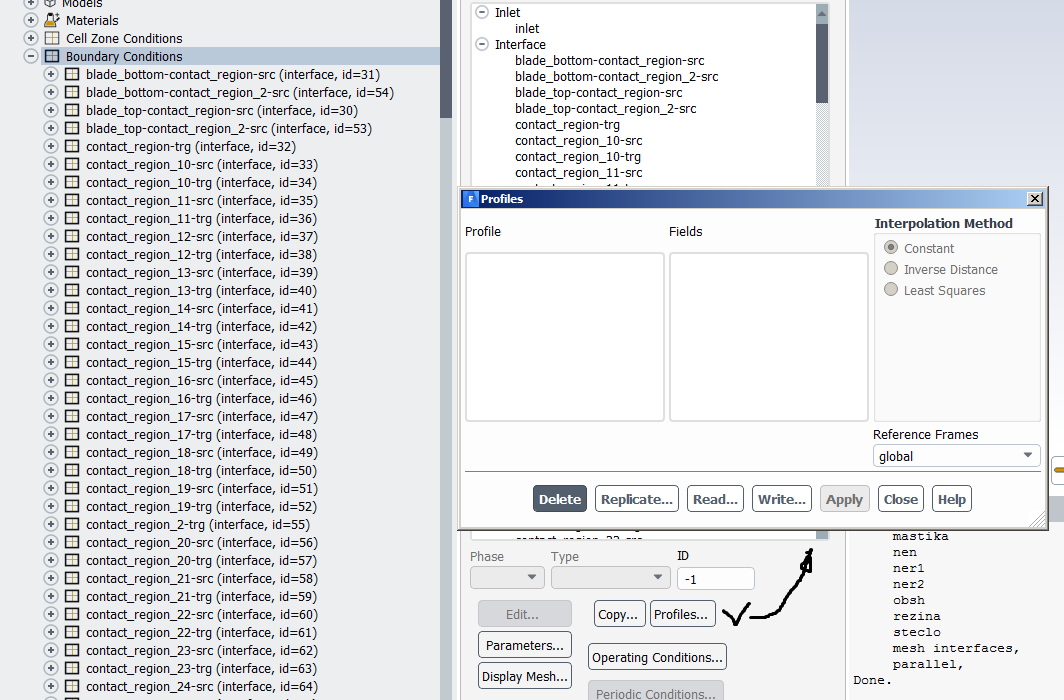 Models
Materials
Cell Zone Conditions
Boundary Conditions
blade_bottom-contact_region-src (interface, id=31)
blade_bottom-contact_region_2-src (interface, id=54)
blade_top-contact_region-src (interface, id=30)
blade_top-contact_region_2-src (interface, id=53)
contact_region-trg (interface, id=32)
contact_region_10-src (interface, id=33)
contact_region_10-trg (interface, id=34)
contact_region_11-src (interface, id=35)
contact_region_11-trg (interface, id=36)
contact_region_12-src (interface, id=37)
contact_region_12-trg (interface, id=38)
contact_region_13-src (interface, id=39)
contact_region_13-trg (interface, id=40)
contact_region_14-src (interface, id=41)
contact_region_14-trg (interface, id=42)
contact_region_15-src (interface, id=43)
contact_region_15-trg (interface, id=44)
contact_region_16-src (interface, id=45)
contact_region_16-trg (interface, id=46)
contact_region_17-src (interface, id=47)
contact_region_17-trg (interface, id=48)
contact_region_18-src (interface, id=49)
contact_region_18-trg (interface, id=50)
contact_region_19-src (interface, id=51)
contact_region_19-trg (interface, id=52)
contact_region_2-trg (interface, id=55)
contact_region_20-src (interface, id=56)
contact_region_20-trg (interface, id=57)
contact_region_21-src (interface, id=58)
contact_region_21-trg (interface, id=59)
contact_region_22-src (interface, id=60)
contact_region_22-trg (interface, id=61)
contact_region_23-src (interface, id=62)
contact_region_23-trg (interface, id=63)
contact_region_24-src (interface, id=64)
Inlet
inlet
Interface
blade_bottom-contact_region-src
blade_bottom-contact_region_2-src
blade_top-contact_region-src
blade_top-contact_region_2-src
contact_region-trg
contact_region_10-src
contact_region_10-trg
contact_region_11-src
F Profiles
Profile
Fields
Interpolation Method
Constant
Inverse Distance
Least Squares
Reference Frames
global
Delete
Replicate...
Read...
Write...
Apply
Close
Help
Phase
Type
ID
-1
Edit...
Copy...
Profiles...
Parameters...
Operating Conditions...
Display Mesh...
Periodic Conditions...
mastika
nen
ner1
ner2
obsh
rezina
steclo
mesh interfaces,
parallel,
Done.